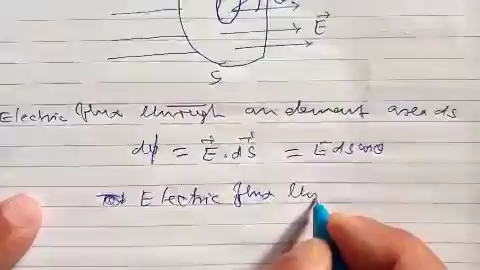 E⃗
S
Electric flux through an element area ds
dφ = E⃗ . dS⃗ = E ds cosθ
Electric flux